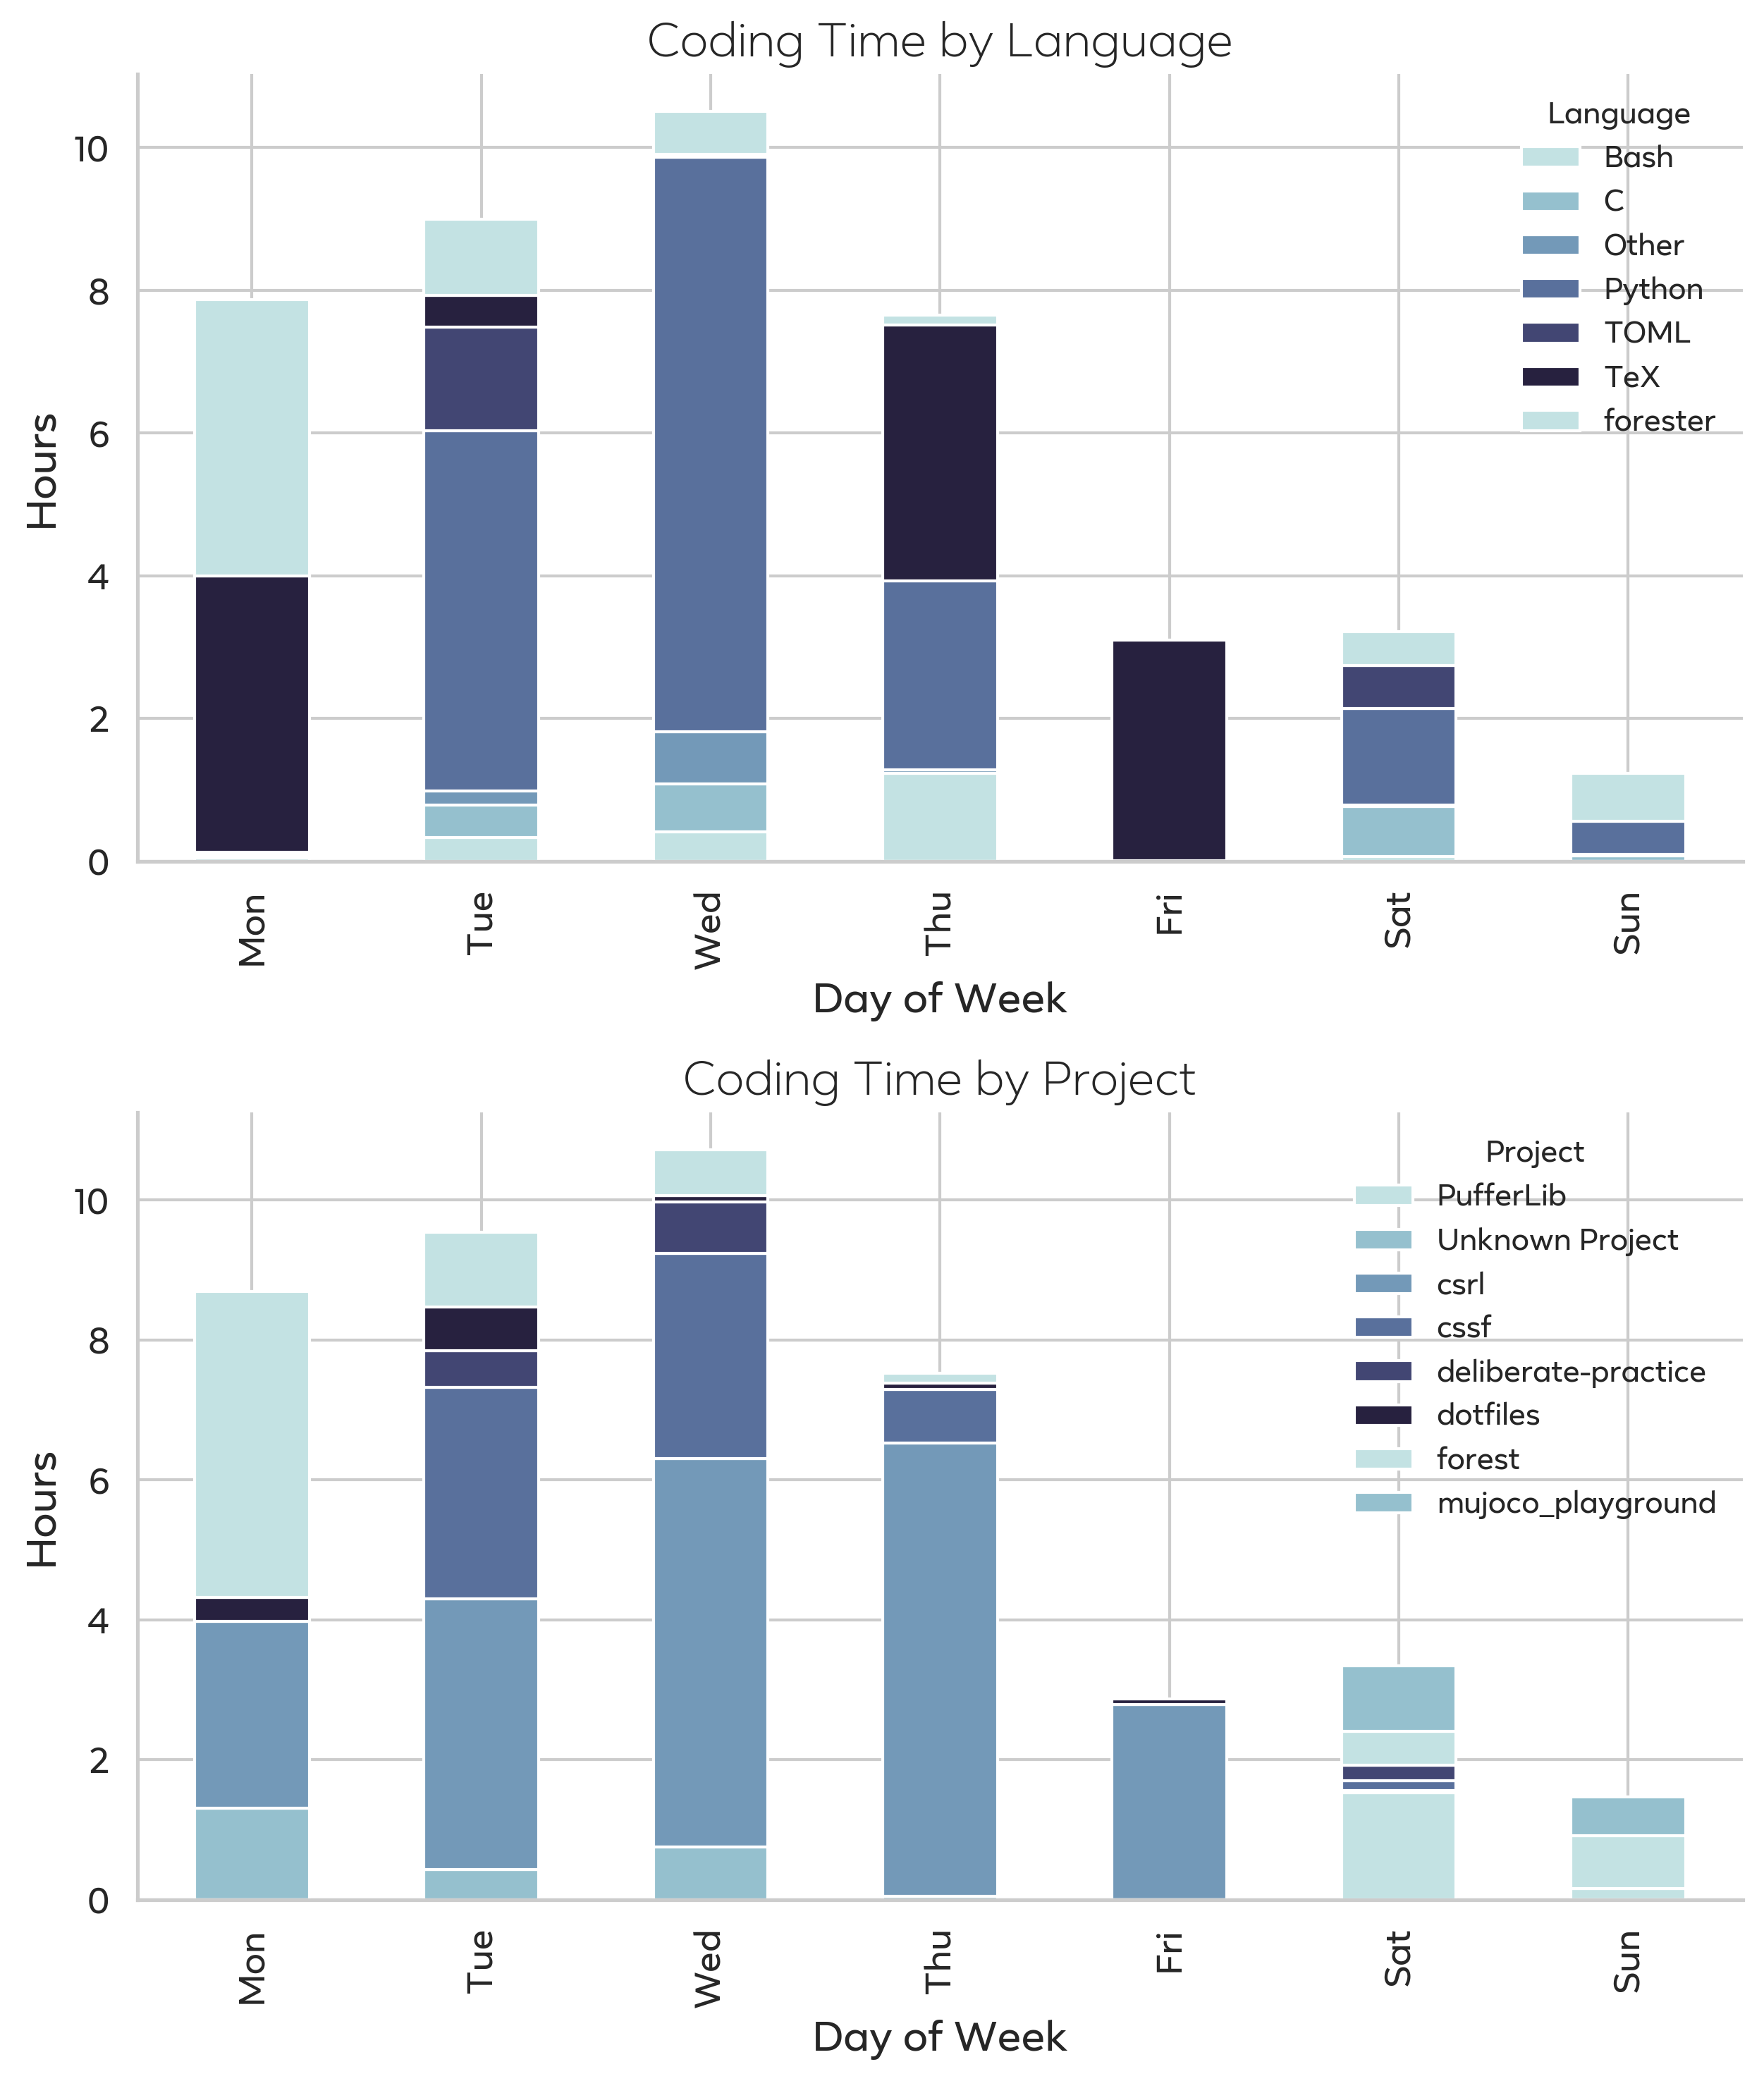 Coding Time by Language
Language
Bash
C
Other
Python
TOML
TeX
forester
Hours
10
8
6
4
2
0
Mon
Tue
Wed
Thu
Fri
Sat
Sun
Day of Week
Coding Time by Project
Project
PufferLib
Unknown Project
csrl
cssf
deliberate-practice
dotfiles
forest
mujoco_playground
Hours
10
8
6
4
2
0
Mon
Tue
Wed
Thu
Fri
Sat
Sun
Day of Week